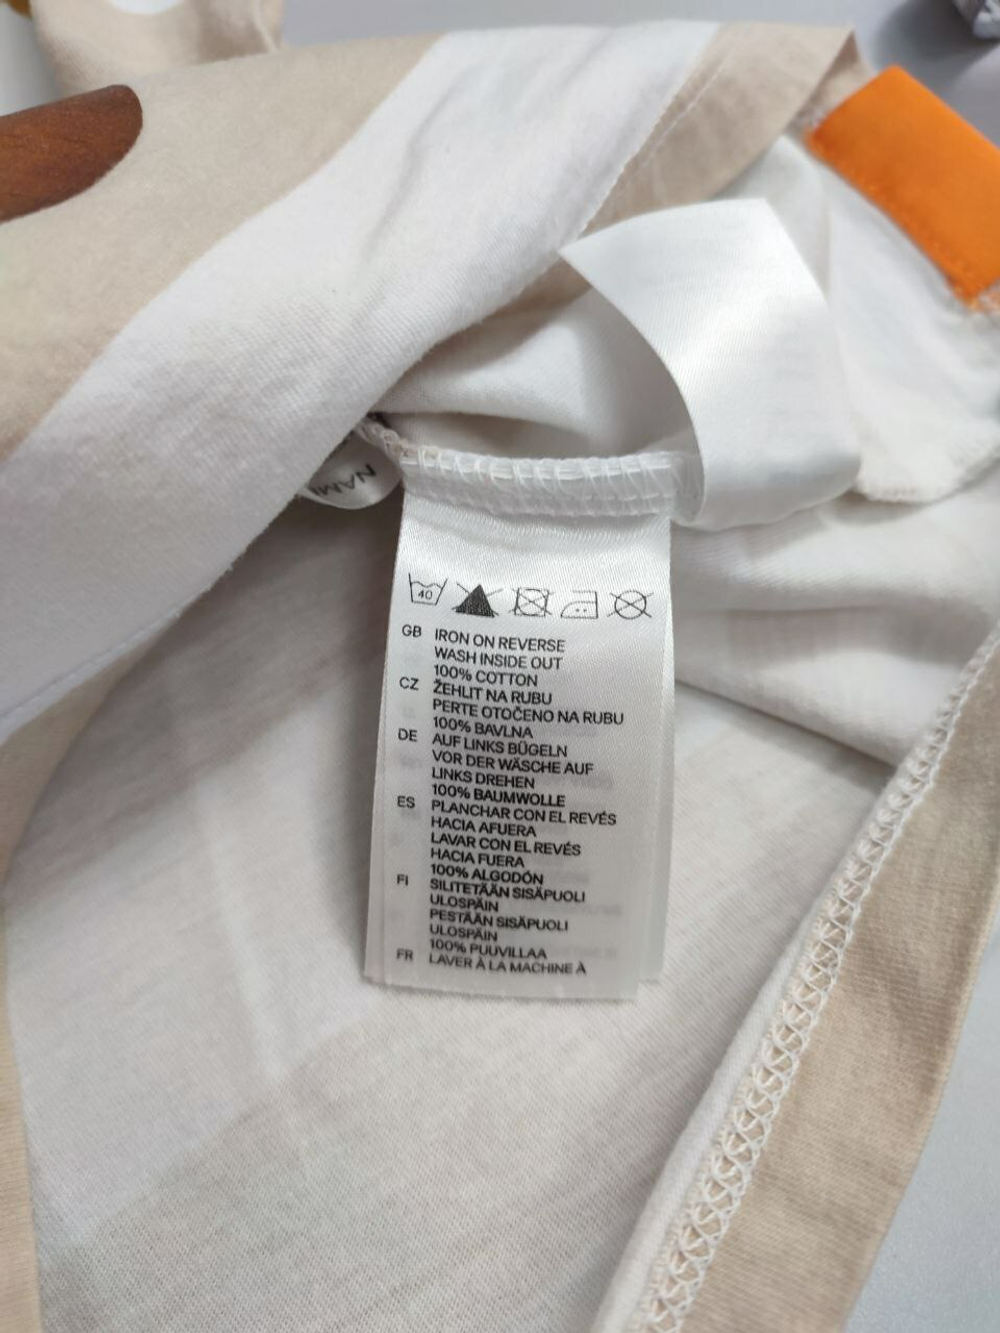 NAM
40
GB IRON ON REVERSE
WASH INSIDE OUT
100% COTTON
CZ ŽEHLIT NA RUBU
PERTE OTOČENO NA RUBU
100% BAVLNA
DE AUF LINKS BÜGELN
VOR DER WÄSCHE AUF
LINKS DREHEN
100% BAUMWOLLE
ES PLANCHAR CON EL REVÉS
HACIA AFUERA
LAVAR CON EL REVÉS
HACIA FUERA
100% ALGODÓN
FI SILITETÄÄN SISÄPUOLI
ULOSPÄIN
PESTÄÄN SISÄPUOLI
ULOSPÄIN
100% PUUVILLAA
FR LAVER À LA MACHINE À